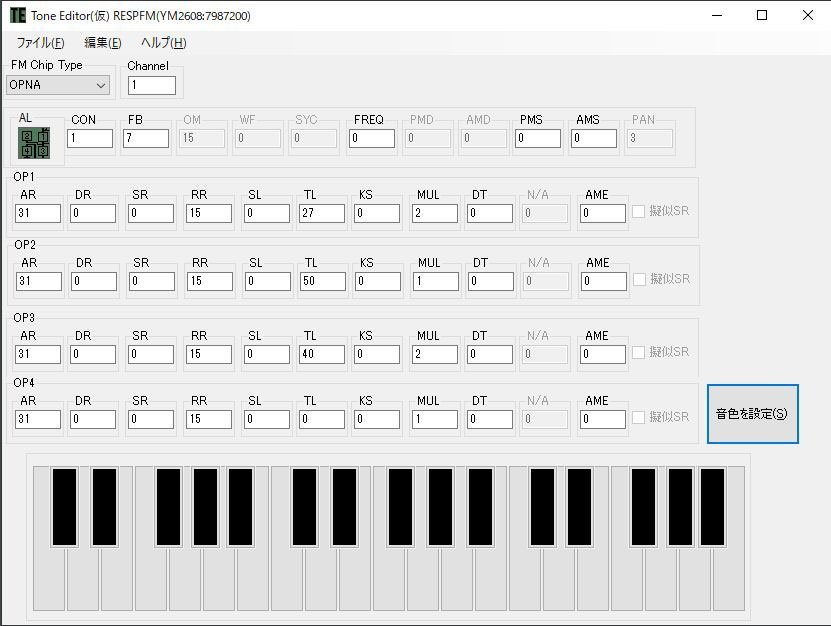 TE Tone Editor(仮) RESPFM(YM2608:7987200)
ファイル(F) 編集(E) ヘルプ(H)
FM Chip Type Channel
OPNA 1
AL CON FB OM WF SYC FREQ PMD AMD PMS AMS PAN
1 7 15 0 0 0 0 0 0 0 3
OP1
AR DR SR RR SL TL KS MUL DT N/A AME
31 0 0 15 0 27 0 2 0 0 0 擬似SR
OP2
AR DR SR RR SL TL KS MUL DT N/A AME
31 0 0 15 0 50 0 1 0 0 0 擬似SR
OP3
AR DR SR RR SL TL KS MUL DT N/A AME
31 0 0 15 0 40 0 2 0 0 0 擬似SR
OP4
AR DR SR RR SL TL KS MUL DT N/A AME
31 0 0 15 0 0 0 1 0 0 0 擬似SR
音色を設定(S)